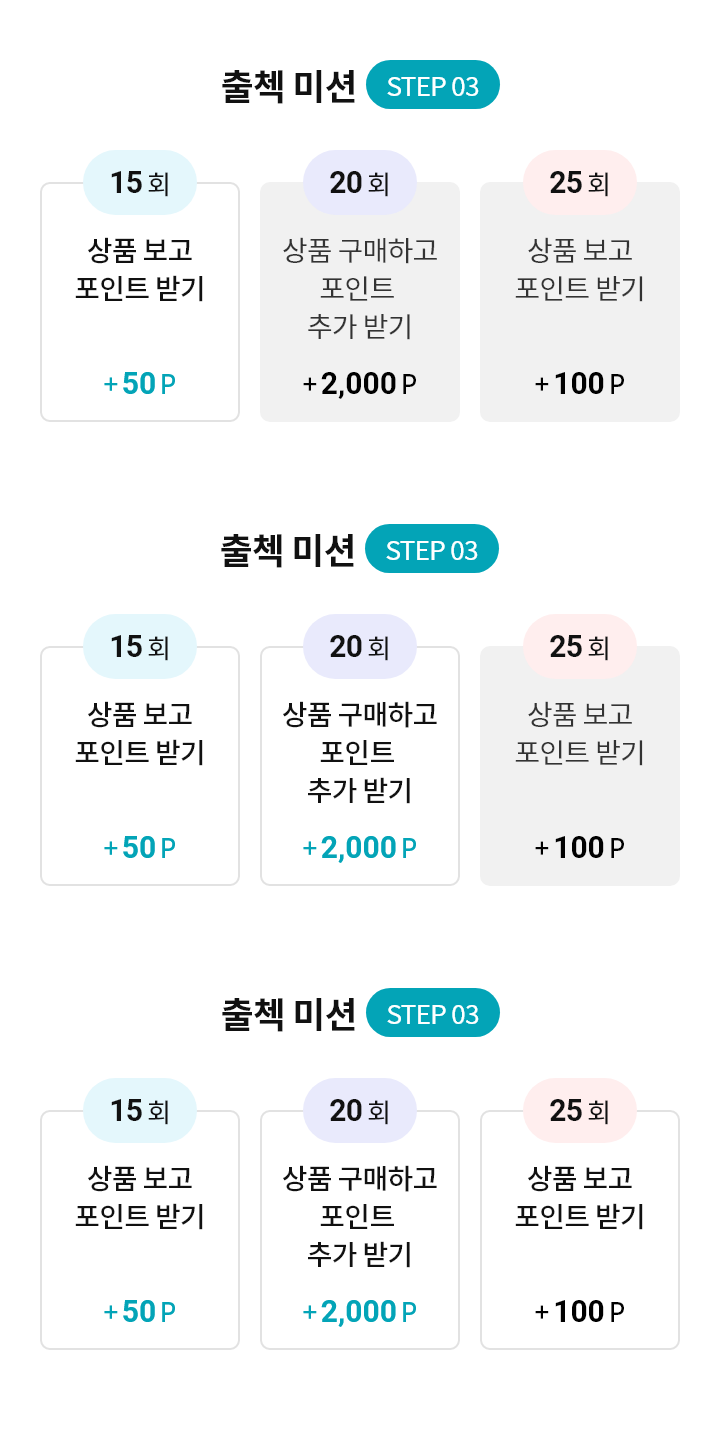 출첵 미션 STEP 03
15 회
상품 보고
포인트 받기
+ 50 P
20 회
상품 구매하고
포인트
추가 받기
+ 2,000 P
25 회
상품 보고
포인트 받기
+ 100 P
출첵 미션 STEP 03
15 회
상품 보고
포인트 받기
+ 50 P
20 회
상품 구매하고
포인트
추가 받기
+ 2,000 P
25 회
상품 보고
포인트 받기
+ 100 P
출첵 미션 STEP 03
15 회
상품 보고
포인트 받기
+ 50 P
20 회
상품 구매하고
포인트
추가 받기
+ 2,000 P
25 회
상품 보고
포인트 받기
+ 100 P